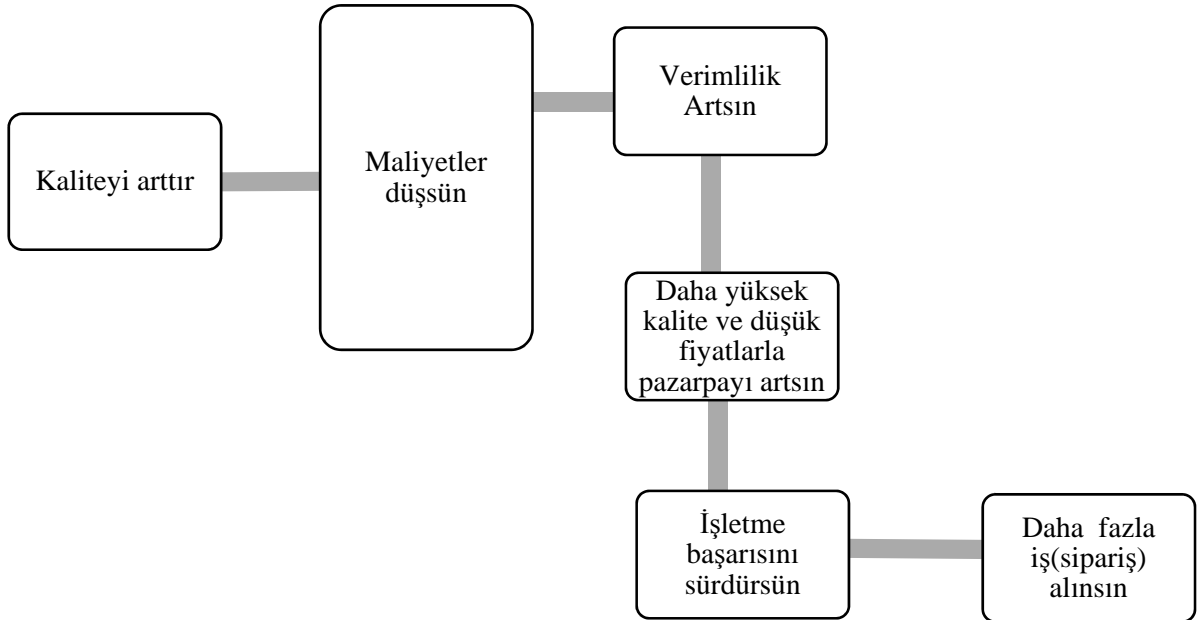 Kaliteyi arttır
Maliyetler
düşsün
Verimlilik
Artsın
Daha yüksek
kalite ve düşük
fiyatlarla
pazarpayı artsın
İşletme
başarısını
sürdürsün
Daha  fazla
iş(sipariş)
alınsın